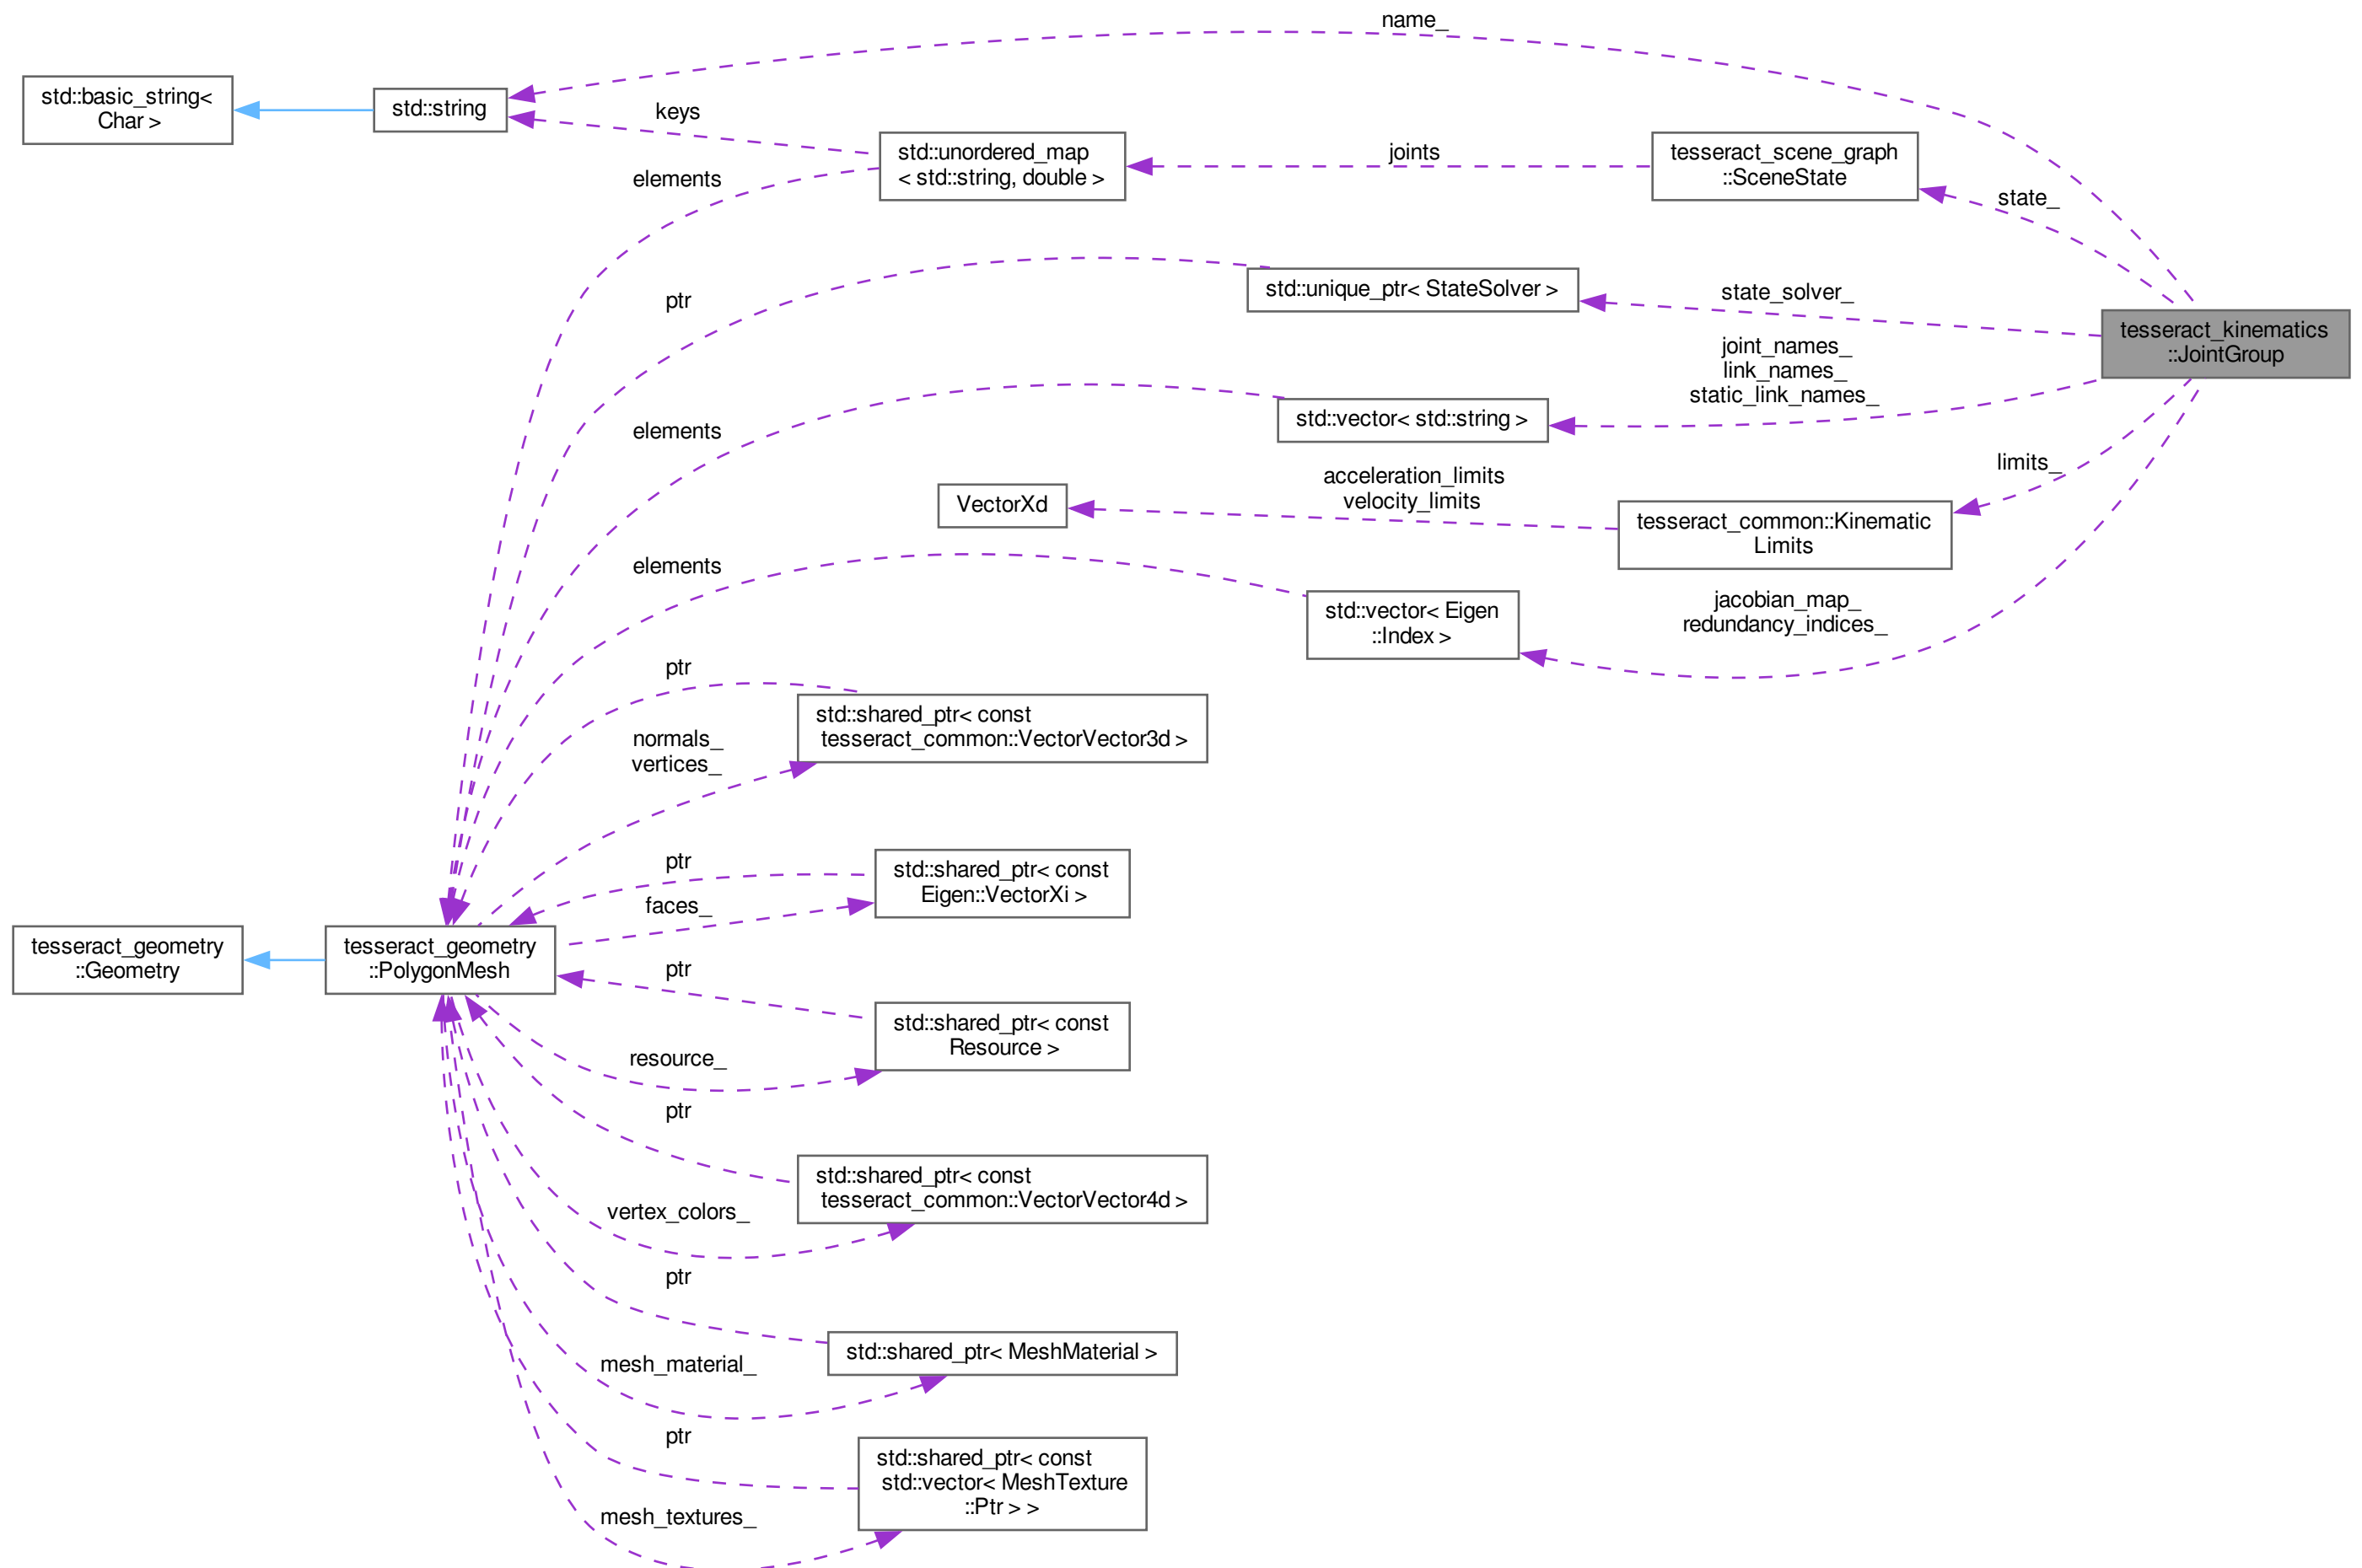 name_
std::basic_string<
Char >
std::string
keys
std::unordered_map
< std::string, double >
joints
tesseract_scene_graph
::SceneState
elements
state_
std::unique_ptr< StateSolver >
state_solver_
ptr
tesseract_kinematics
::JointGroup
joint_names_
link_names_
static_link_names_
elements
std::vector< std::string >
limits_
acceleration_limits
velocity_limits
VectorXd
tesseract_common::Kinematic
Limits
elements
std::vector< Eigen
::Index >
jacobian_map_
redundancy_indices_
ptr
std::shared_ptr< const
tesseract_common::VectorVector3d >
normals_
vertices_
ptr
std::shared_ptr< const
Eigen::VectorXi >
faces_
tesseract_geometry
::Geometry
tesseract_geometry
::PolygonMesh
ptr
std::shared_ptr< const
Resource >
resource_
ptr
std::shared_ptr< const
tesseract_common::VectorVector4d >
vertex_colors_
ptr
std::shared_ptr< MeshMaterial >
mesh_material_
ptr
std::shared_ptr< const
std::vector< MeshTexture
::Ptr > >
mesh_textures_